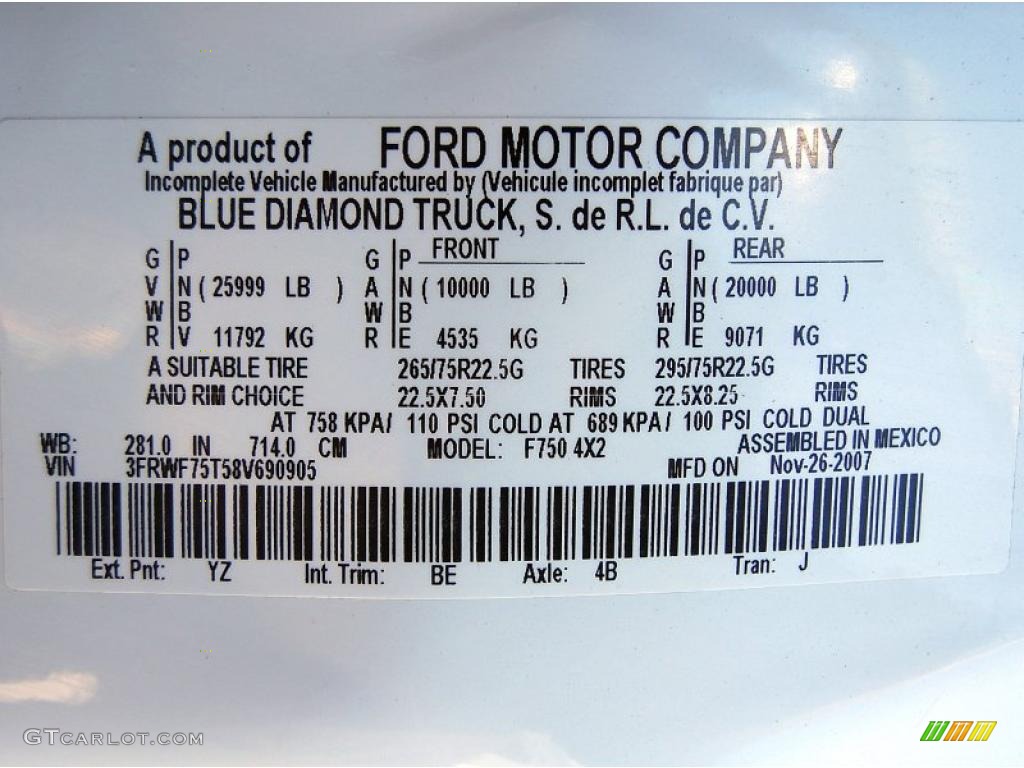 A product of FORD MOTOR COMPANY
Incomplete Vehicle Manufactured by (Vehicule incomplet fabrique par)
BLUE DIAMOND TRUCK, S. de R.L. de C.V.
G P G P FRONT G P REAR
V N ( 25999 LB ) A N ( 10000 LB ) A N ( 20000 LB )
W B W B W B
R V 11792 KG R E 4535 KG R E 9071 KG
A SUITABLE TIRE 265/75R22.5G TIRES 295/75R22.5G TIRES
AND RIM CHOICE 22.5X7.50 RIMS 22.5X8.25 RIMS
AT 758 KPA/ 110 PSI COLD AT 689 KPA/ 100 PSI COLD DUAL
WB: 281.0 IN 714.0 CM MODEL: F750 4X2 ASSEMBLED IN MEXICO
VIN 3FRWF75T58V690905 MFD ON Nov-26-2007
Ext. Pnt: YZ Int. Trim: BE Axle: 4B Tran: J
GTCARLOT.COM